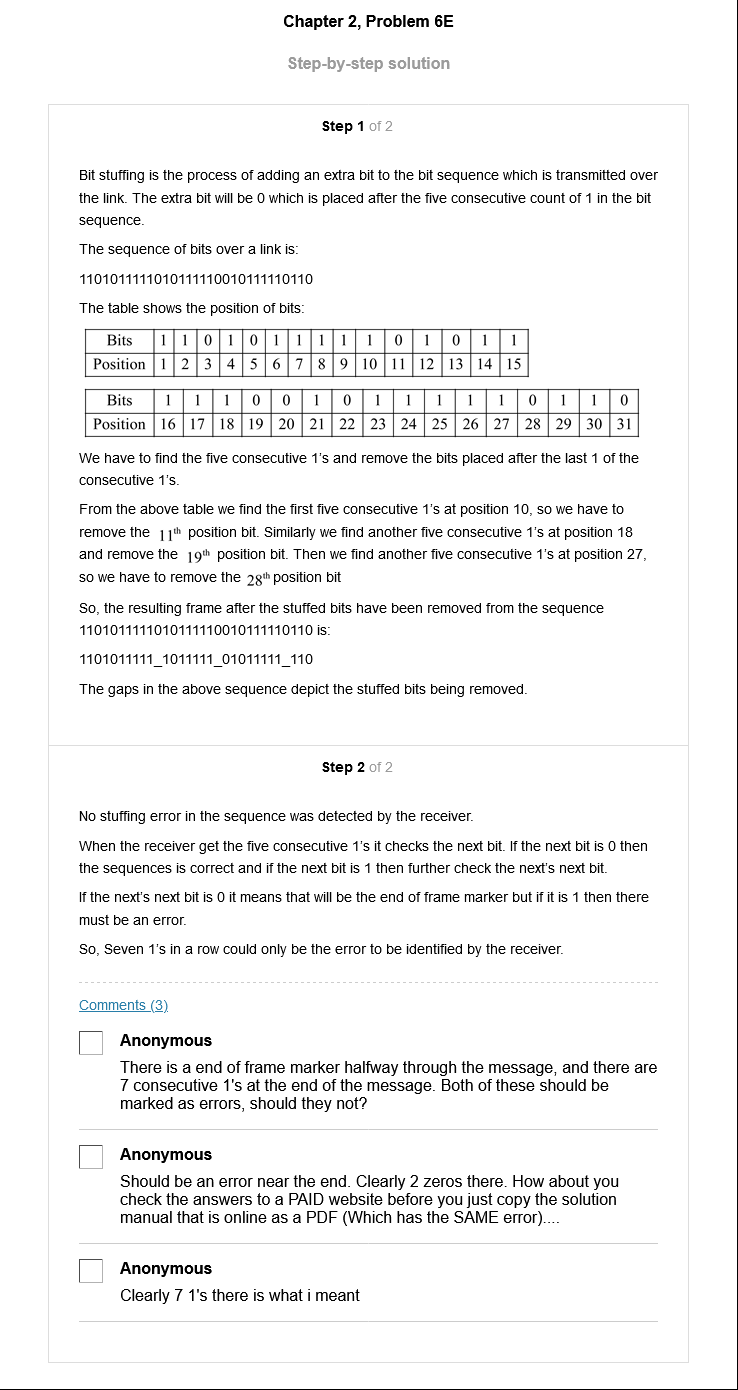 Chapter 2, Problem 6E
Step-by-step solution
Step 1 of 2
Bit stuffing is the process of adding an extra bit to the bit sequence which is transmitted over
the link. The extra bit will be 0 which is placed after the five consecutive count of 1 in the bit
sequence.
The sequence of bits over a link is:
1101011111010111110010111110110
The table shows the position of bits:
Bits 1 1 0 1 0 1 1 1 1 1 0 1 0 1 1
Position 1 2 3 4 5 6 7 8 9 10 11 12 13 14 15
Bits 1 1 1 0 0 1 0 1 1 1 1 1 0 1 1 0
Position 16 17 18 19 20 21 22 23 24 25 26 27 28 29 30 31
We have to find the five consecutive 1's and remove the bits placed after the last 1 of the
consecutive 1's.
From the above table we find the first five consecutive 1's at position 10, so we have to
remove the 11th position bit. Similarly we find another five consecutive 1's at position 18
and remove the 19th position bit. Then we find another five consecutive 1's at position 27,
so we have to remove the 28th position bit
So, the resulting frame after the stuffed bits have been removed from the sequence
1101011111010111110010111110110 is:
1101011111_1011111_01011111_110
The gaps in the above sequence depict the stuffed bits being removed.
Step 2 of 2
No stuffing error in the sequence was detected by the receiver.
When the receiver get the five consecutive 1's it checks the next bit. If the next bit is 0 then
the sequences is correct and if the next bit is 1 then further check the next's next bit.
If the next's next bit is 0 it means that will be the end of frame marker but if it is 1 then there
must be an error.
So, Seven 1's in a row could only be the error to be identified by the receiver.
Comments (3)
Anonymous
There is a end of frame marker halfway through the message, and there are
7 consecutive 1's at the end of the message. Both of these should be
marked as errors, should they not?
Anonymous
Should be an error near the end. Clearly 2 zeros there. How about you
check the answers to a PAID website before you just copy the solution
manual that is online as a PDF (Which has the SAME error)....
Anonymous
Clearly 7 1's there is what i meant